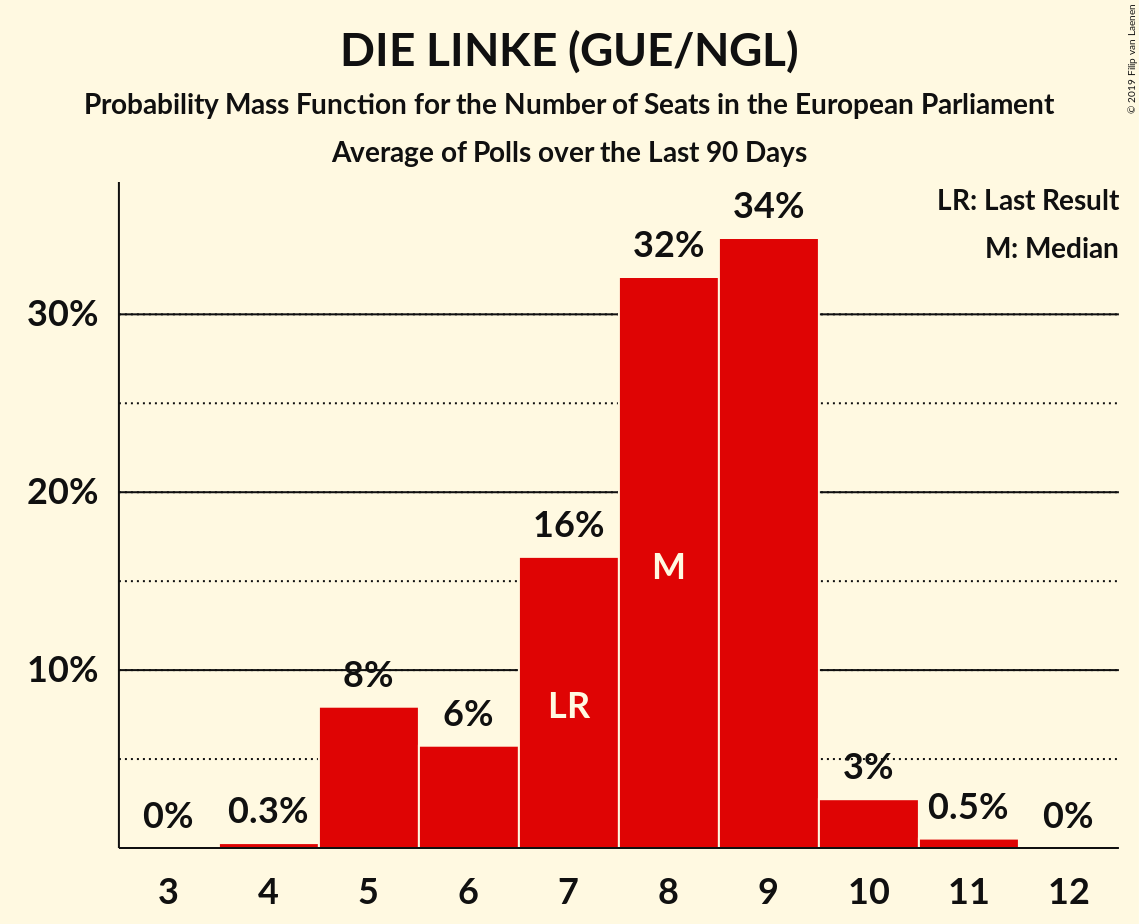 DIE LINKE (GUE/NGL)
Probability Mass Function for the Number of Seats in the European Parliament
Average of Polls over the Last 90 Days
© 2019 Filip van Laenen
LR: Last Result
M: Median
34%
32%
30%
20%
16%
M
10%
8%
6%
LR
3%
0%
0.3%
0.5%
0%
3 4 5 6 7 8 9 10 11 12